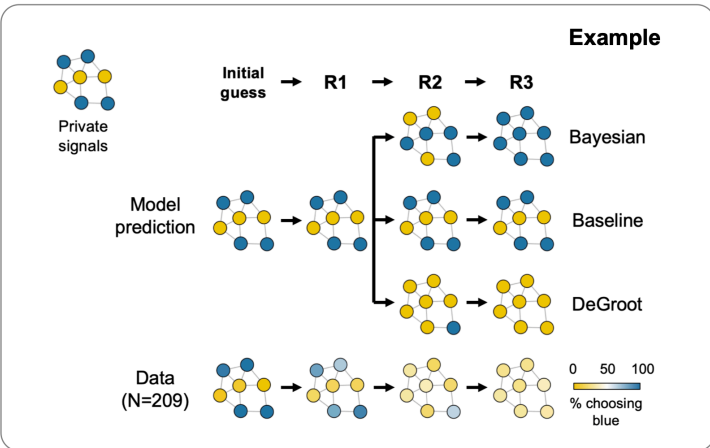 Example
Initial
guess
R1
R2
R3
Private
signals
Bayesian
Model
prediction
Baseline
DeGroot
Data
(N=209)
0 50 100
% choosing
blue